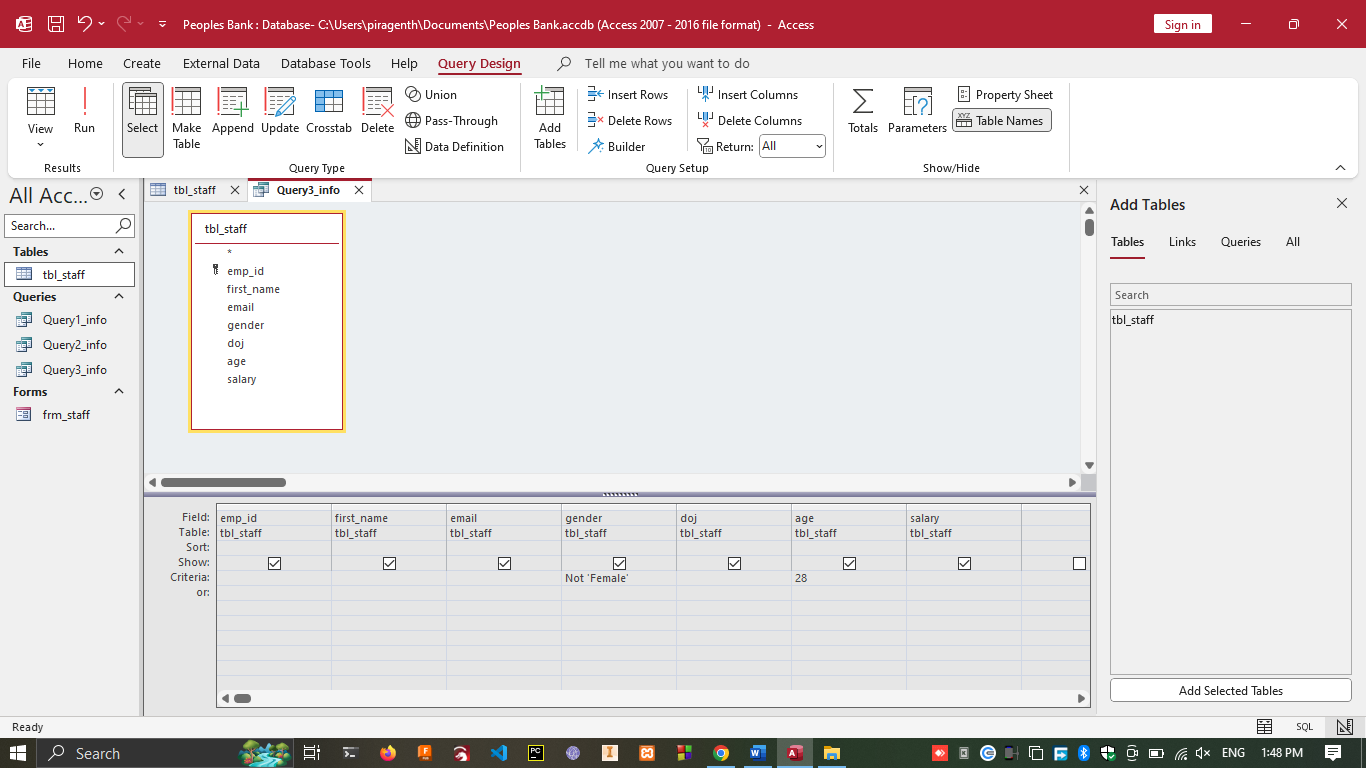 Peoples Bank : Database- C:\Users\piragenth\Documents\Peoples Bank.accdb (Access 2007 - 2016 file format) - Access
Sign in
File Home Create External Data Database Tools Help Query Design Tell me what you want to do
View
Run
Results
Select
Make Table
Append
Update
Crosstab
Delete
Union
Pass-Through
Data Definition
Query Type
Add Tables
Insert Rows
Delete Rows
Builder
Insert Columns
Delete Columns
Return: All
Query Setup
Totals
Parameters
Property Sheet
XYZ Table Names
Show/Hide
All Acc...
Search...
Tables
tbl_staff
Queries
Query1_info
Query2_info
Query3_info
Forms
frm_staff
tbl_staff
Query3_info
tbl_staff
*
emp_id
first_name
email
gender
doj
age
salary
Field: emp_id first_name email gender doj age salary
Table: tbl_staff tbl_staff tbl_staff tbl_staff tbl_staff tbl_staff tbl_staff
Sort:
Show:
Criteria: Not 'Female' 28
or:
Add Tables
Tables Links Queries All
Search
tbl_staff
Add Selected Tables
Ready
SQL
Search
PC
W
A
ENG
1:48 PM